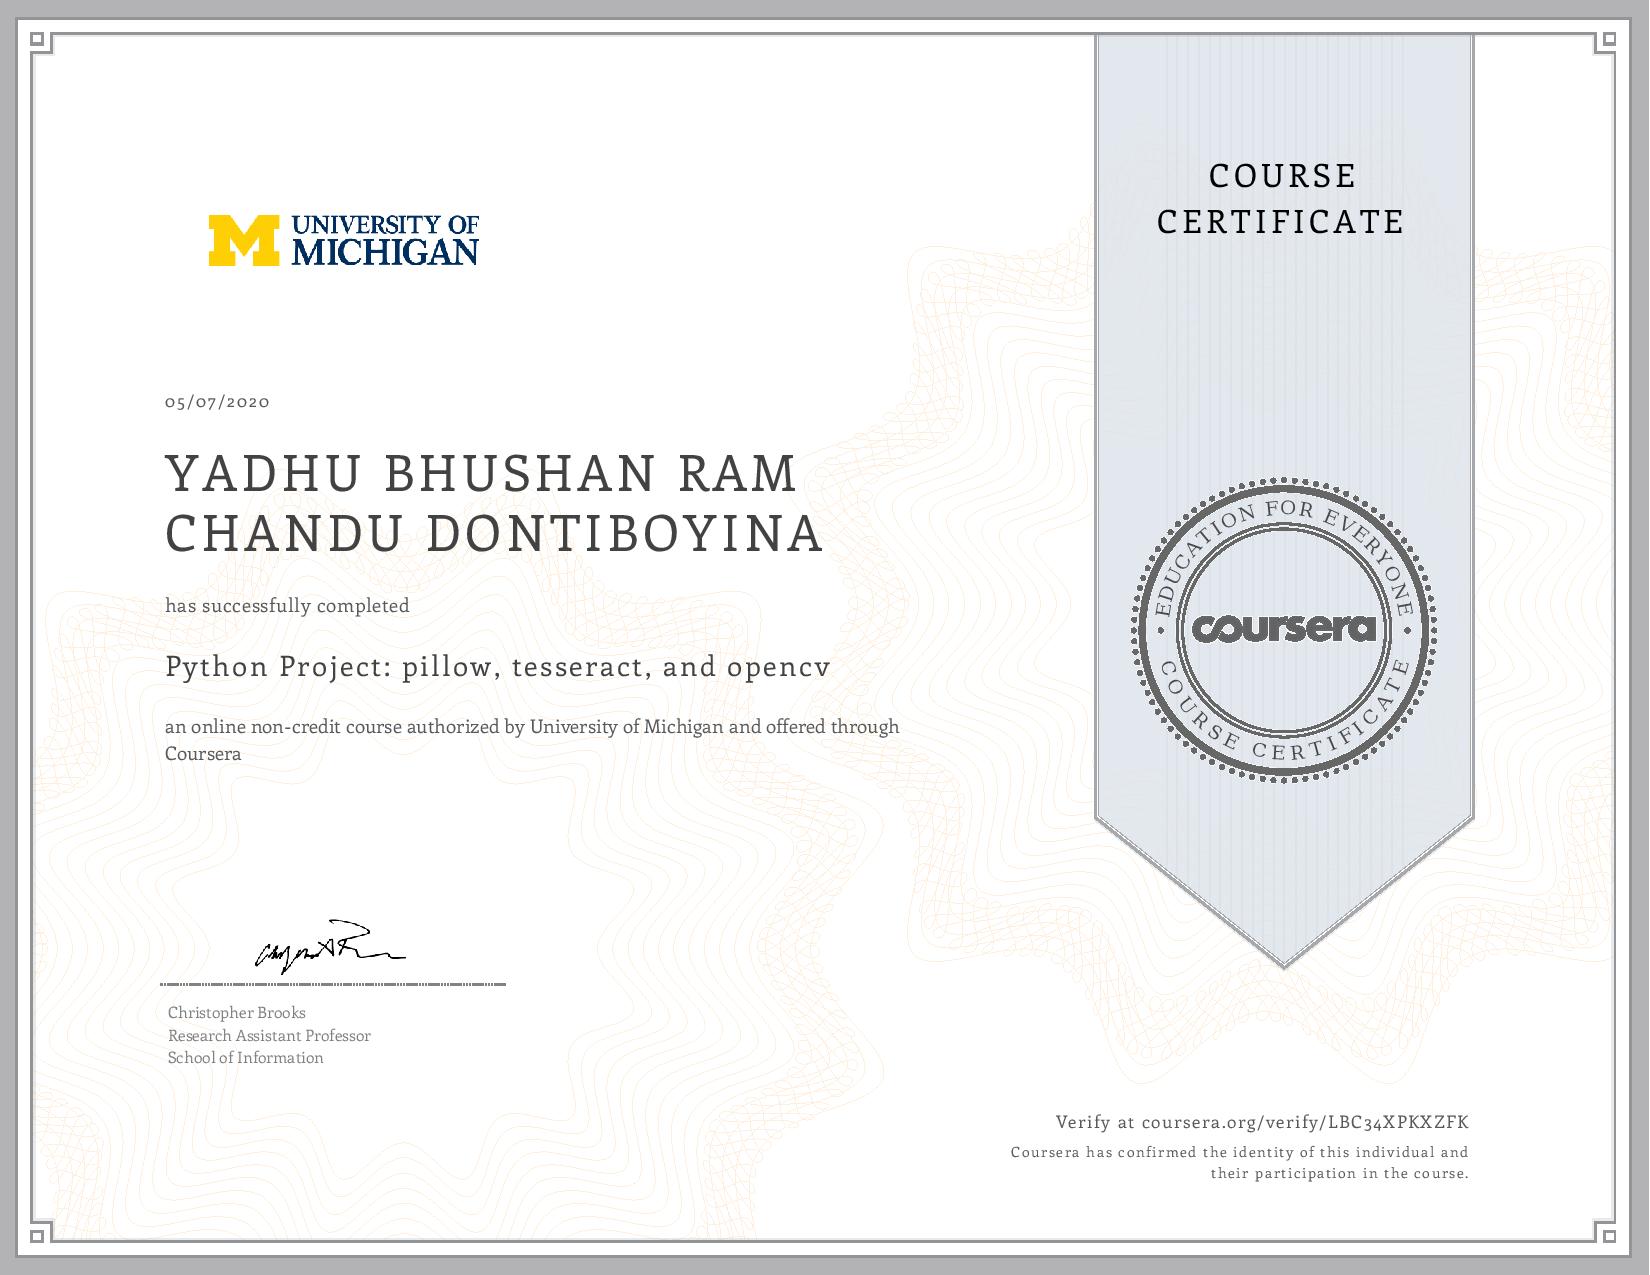 UNIVERSITY OF
MICHIGAN
05/07/2020
YADHU BHUSHAN RAM
CHANDU DONTIBOYINA
has successfully completed
Python Project: pillow, tesseract, and opencv
an online non-credit course authorized by University of Michigan and offered through
Coursera
Christopher Brooks
Research Assistant Professor
School of Information
COURSE
CERTIFICATE
EDUCATION FOR EVERYONE
coursera
COURSE CERTIFICATE
Verify at coursera.org/verify/LBC34XPKXZFK
Coursera has confirmed the identity of this individual and
their participation in the course.